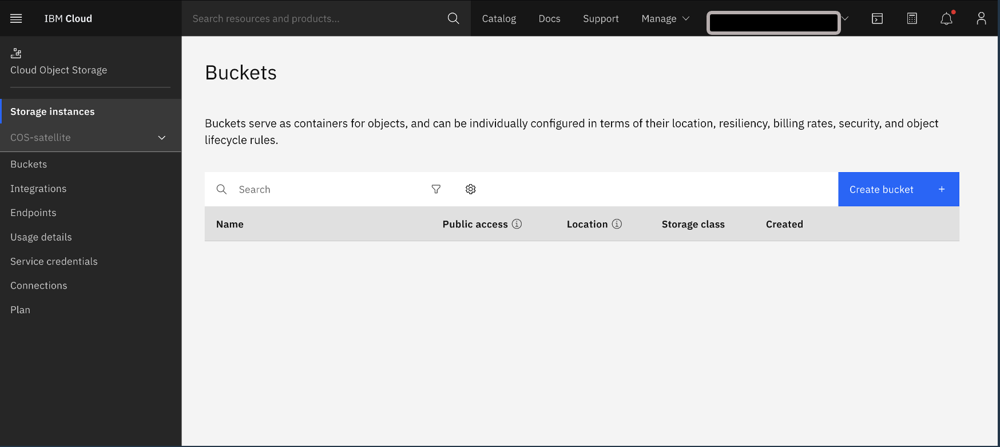 IBM Cloud
Search resources and products...
Catalog
Docs
Support
Manage
Cloud Object Storage
Storage instances
COS-satellite
Buckets
Integrations
Endpoints
Usage details
Service credentials
Connections
Plan
Buckets
Buckets serve as containers for objects, and can be individually configured in terms of their location, resiliency, billing rates, security, and object
lifecycle rules.
Search
Create bucket +
Name Public access Location Storage class Created